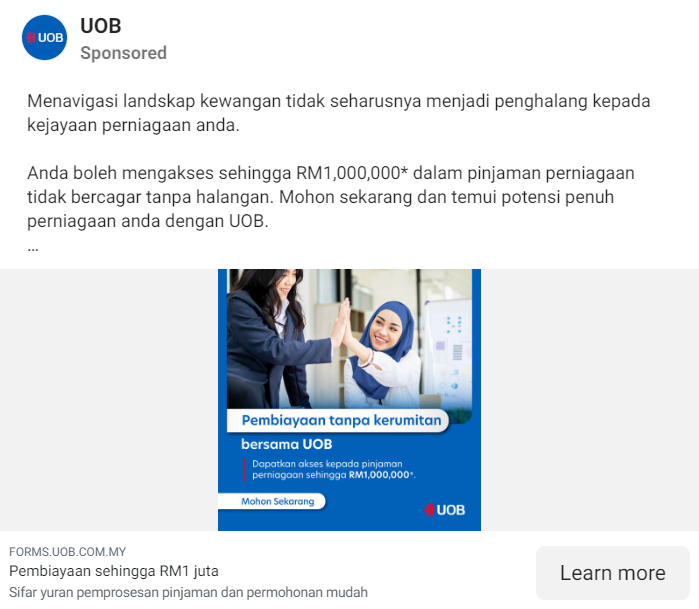 UOB
UOB
Sponsored
Menavigasi landskap kewangan tidak seharusnya menjadi penghalang kepada
kejayaan perniagaan anda.
Anda boleh mengakses sehingga RM1,000,000* dalam pinjaman perniagaan
tidak bercagar tanpa halangan. Mohon sekarang dan temui potensi penuh
perniagaan anda dengan UOB.
...
Pembiayaan tanpa kerumitan
bersama UOB
Dapatkan akses kepada pinjaman
perniagaan sehingga RM1,000,000*.
Mohon Sekarang
UOB
FORMS.UOB.COM.MY
Pembiayaan sehingga RM1 juta
Sifar yuran pemprosesan pinjaman dan permohonan mudah
Learn more